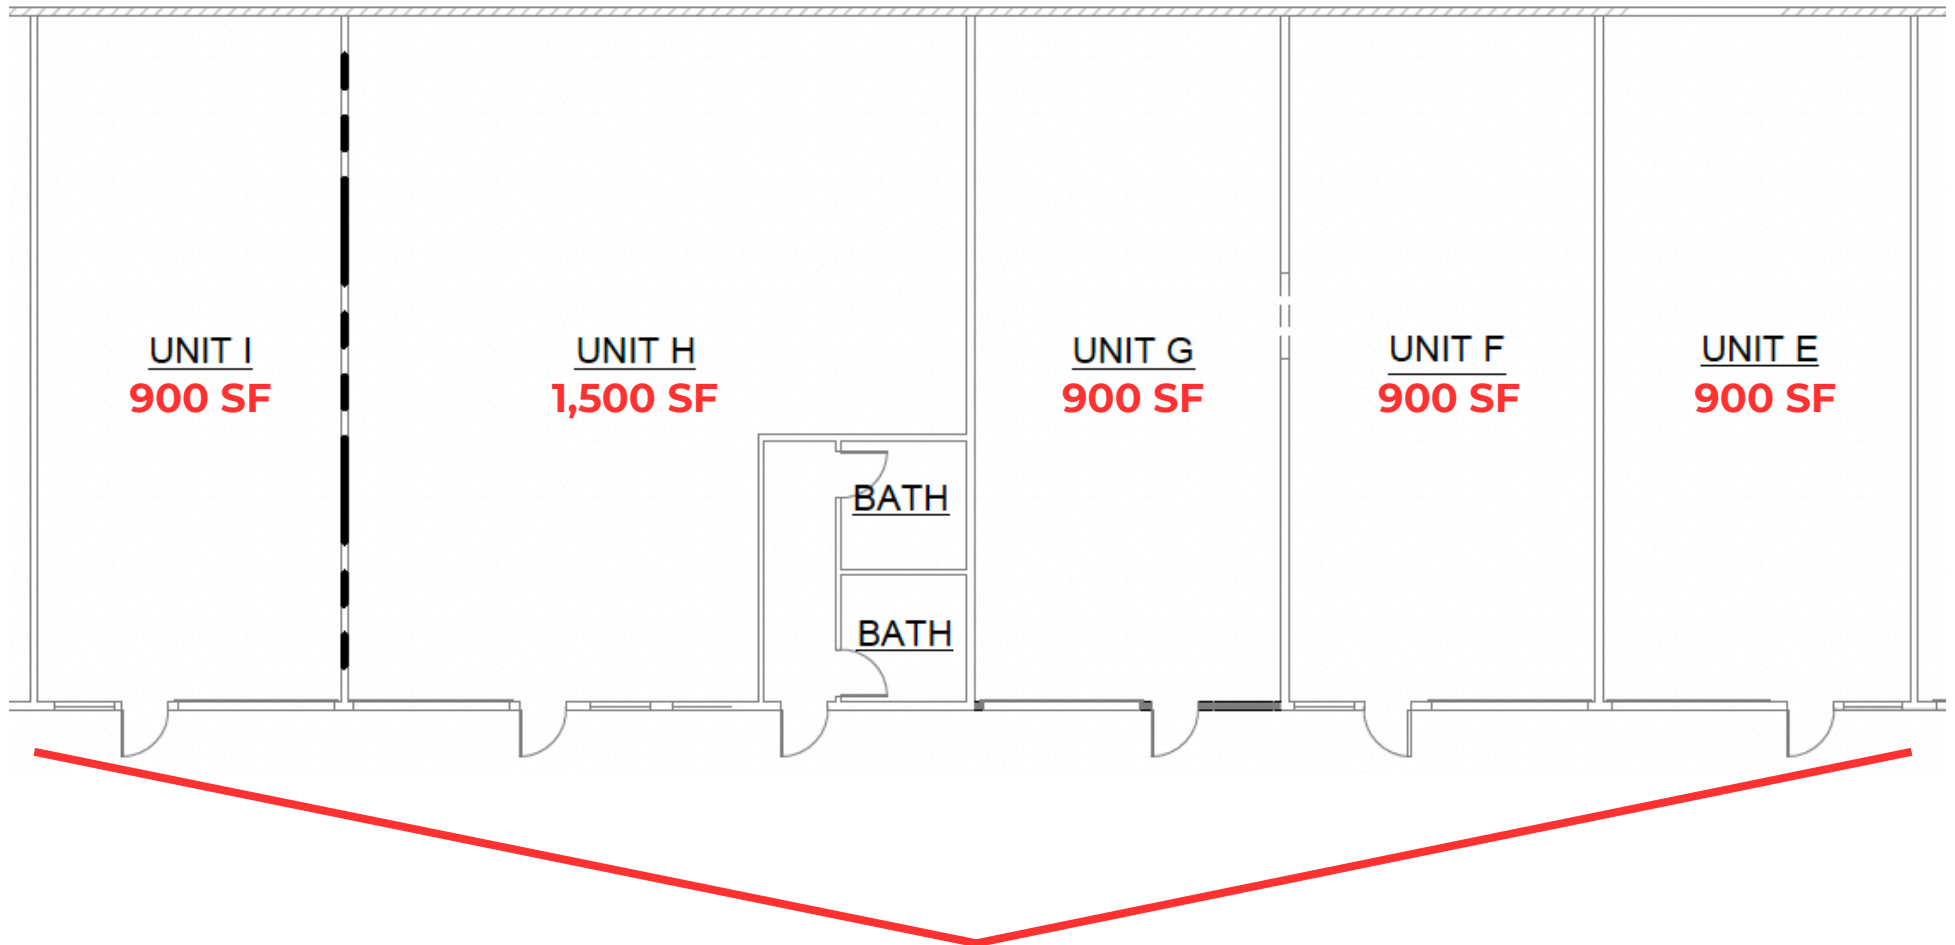 UNIT I
900 SF
UNIT H
1,500 SF
UNIT G
900 SF
UNIT F
900 SF
UNIT E
900 SF
BATH
BATH